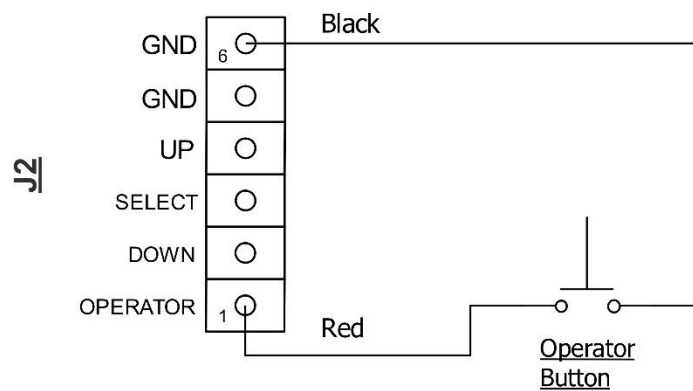 J2
GND 6
GND
UP
SELECT
DOWN
OPERATOR 1
Black
Red
Operator
Button